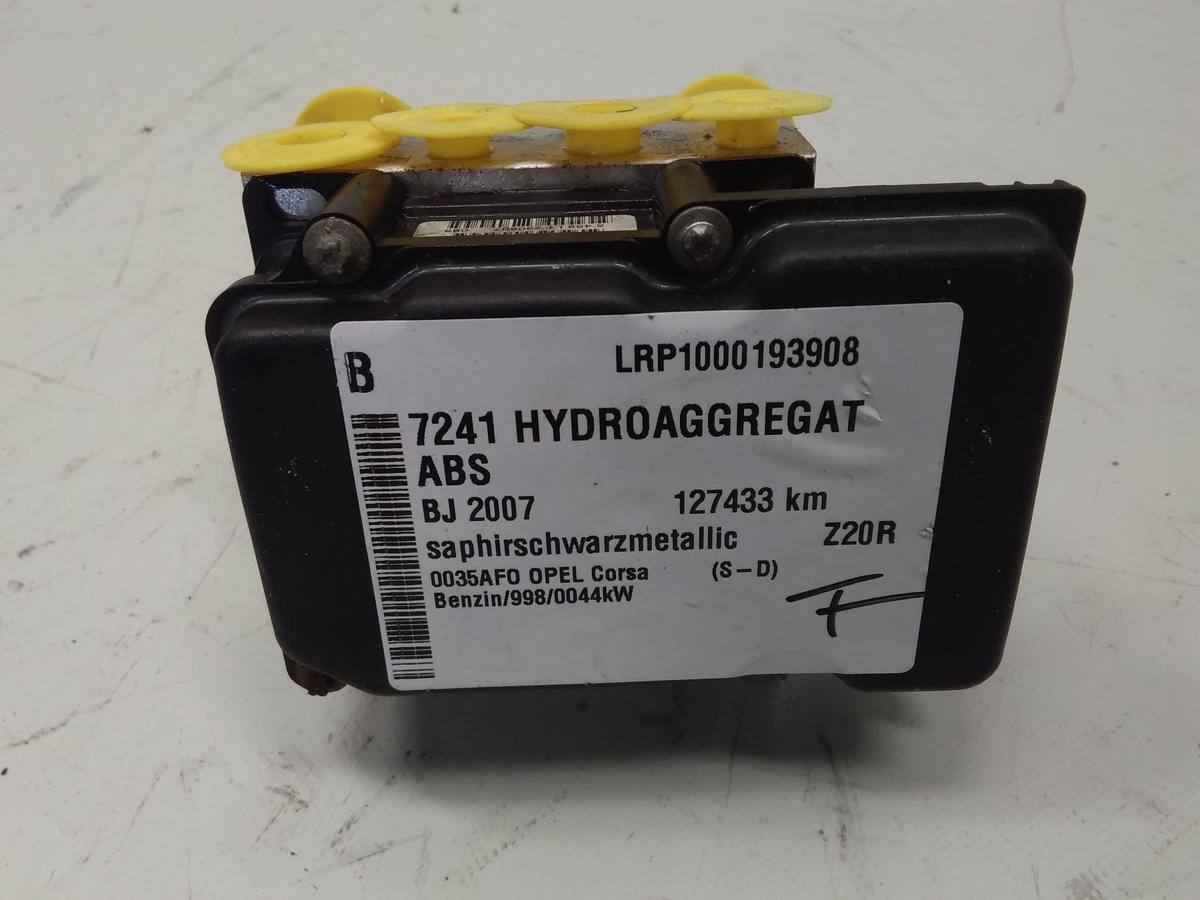 B
LRP1000193908
7241 HYDROAGGREGAT
ABS
BJ 2007 127433 km
saphirschwarzmetallic Z20R
0035AFO OPEL Corsa (S-D)
Benzin/998/0044kW